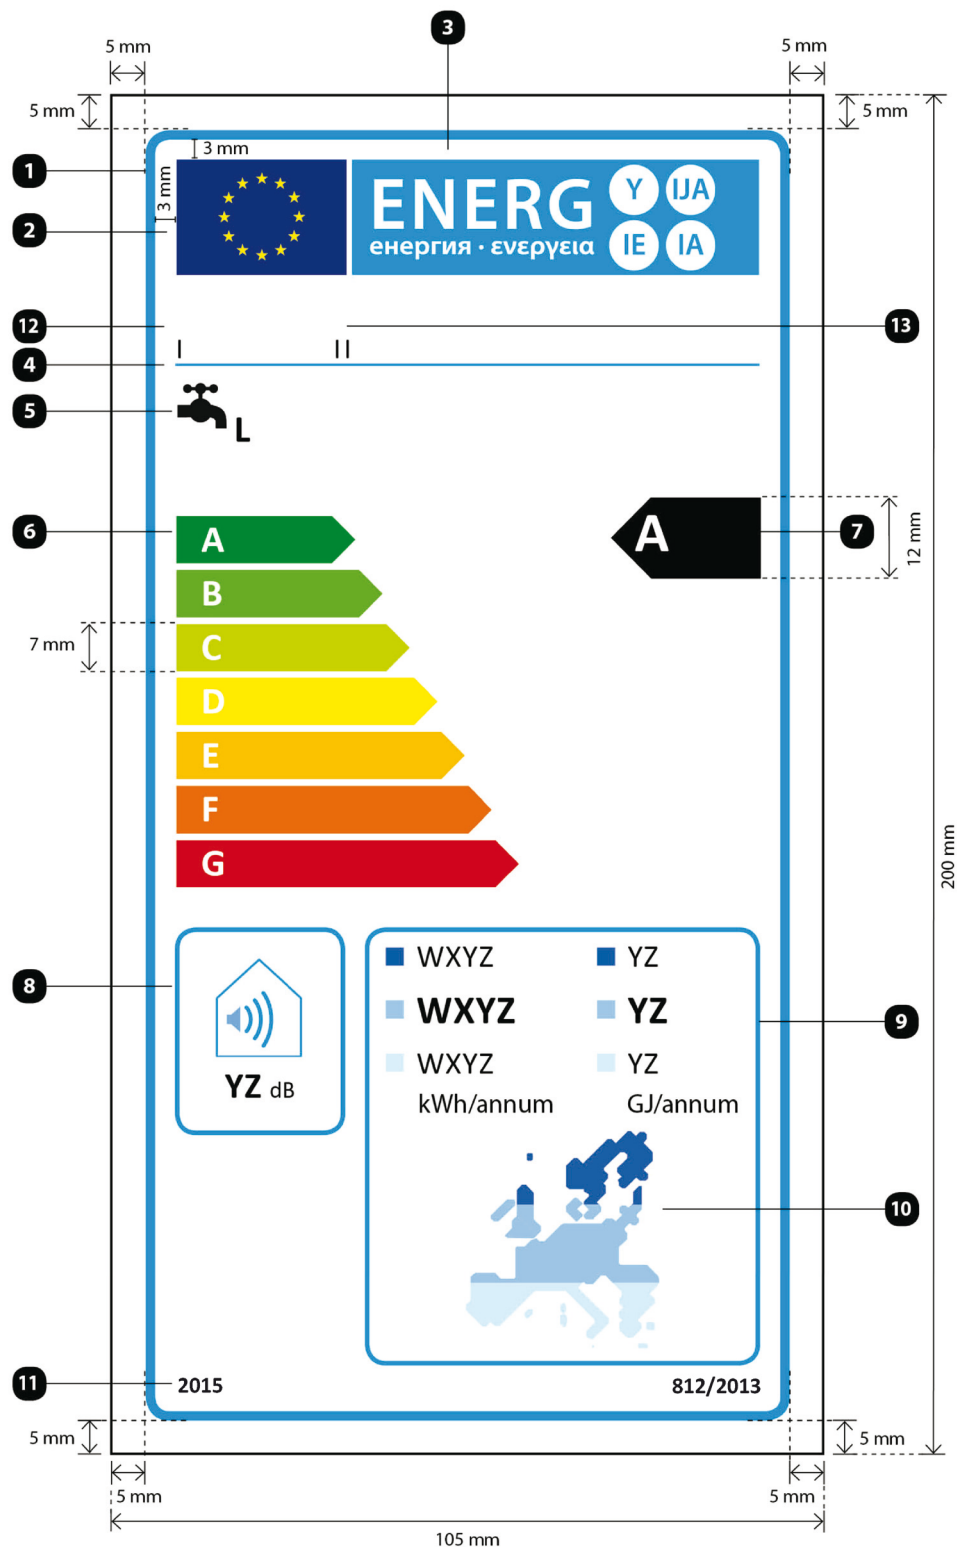 3
5 mm
5 mm
5 mm
5 mm
3 mm
1
3 mm
2
ENERG
Y
IJA
енергия · ενεργεια
IE
IA
12
13
I
II
4
5
L
6
A
A
7
12 mm
B
7 mm
C
D
E
F
200 mm
G
WXYZ
YZ
8
WXYZ
YZ
9
WXYZ
YZ
YZ dB
kWh/annum
GJ/annum
10
11
2015
812/2013
5 mm
5 mm
5 mm
5 mm
105 mm